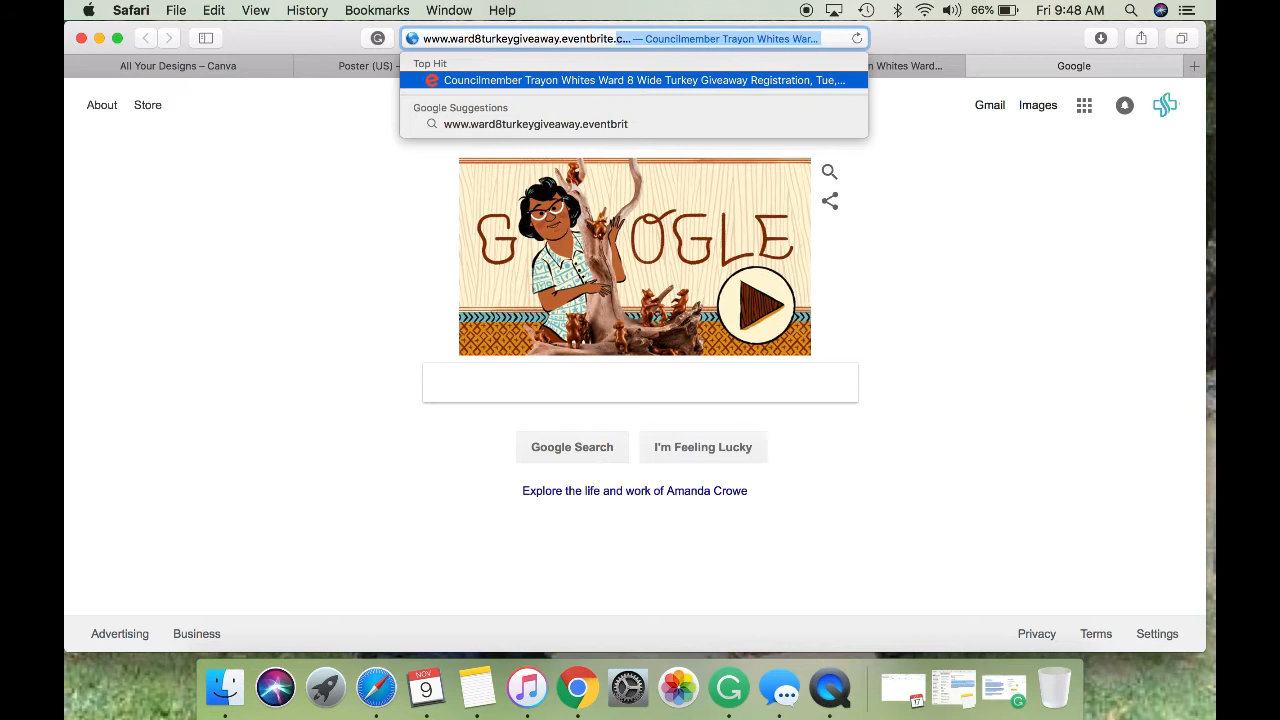 Safari File Edit View History Bookmarks Window Help 66% Fri 9:48 AM
www.ward8turkeygiveaway.eventbrite.c... — Councilmember Trayon Whites War...
All Your Designs – Canva Poster (US) – n Whites Ward... Google
Top Hit
Councilmember Trayon Whites Ward 8 Wide Turkey Giveaway Registration, Tue,...
Google Suggestions
www.ward8turkeygiveaway.eventbrit
About Store Gmail Images
GOOGLE
Google Search I'm Feeling Lucky
Explore the life and work of Amanda Crowe
Advertising Business Privacy Terms Settings
NOV
9
17